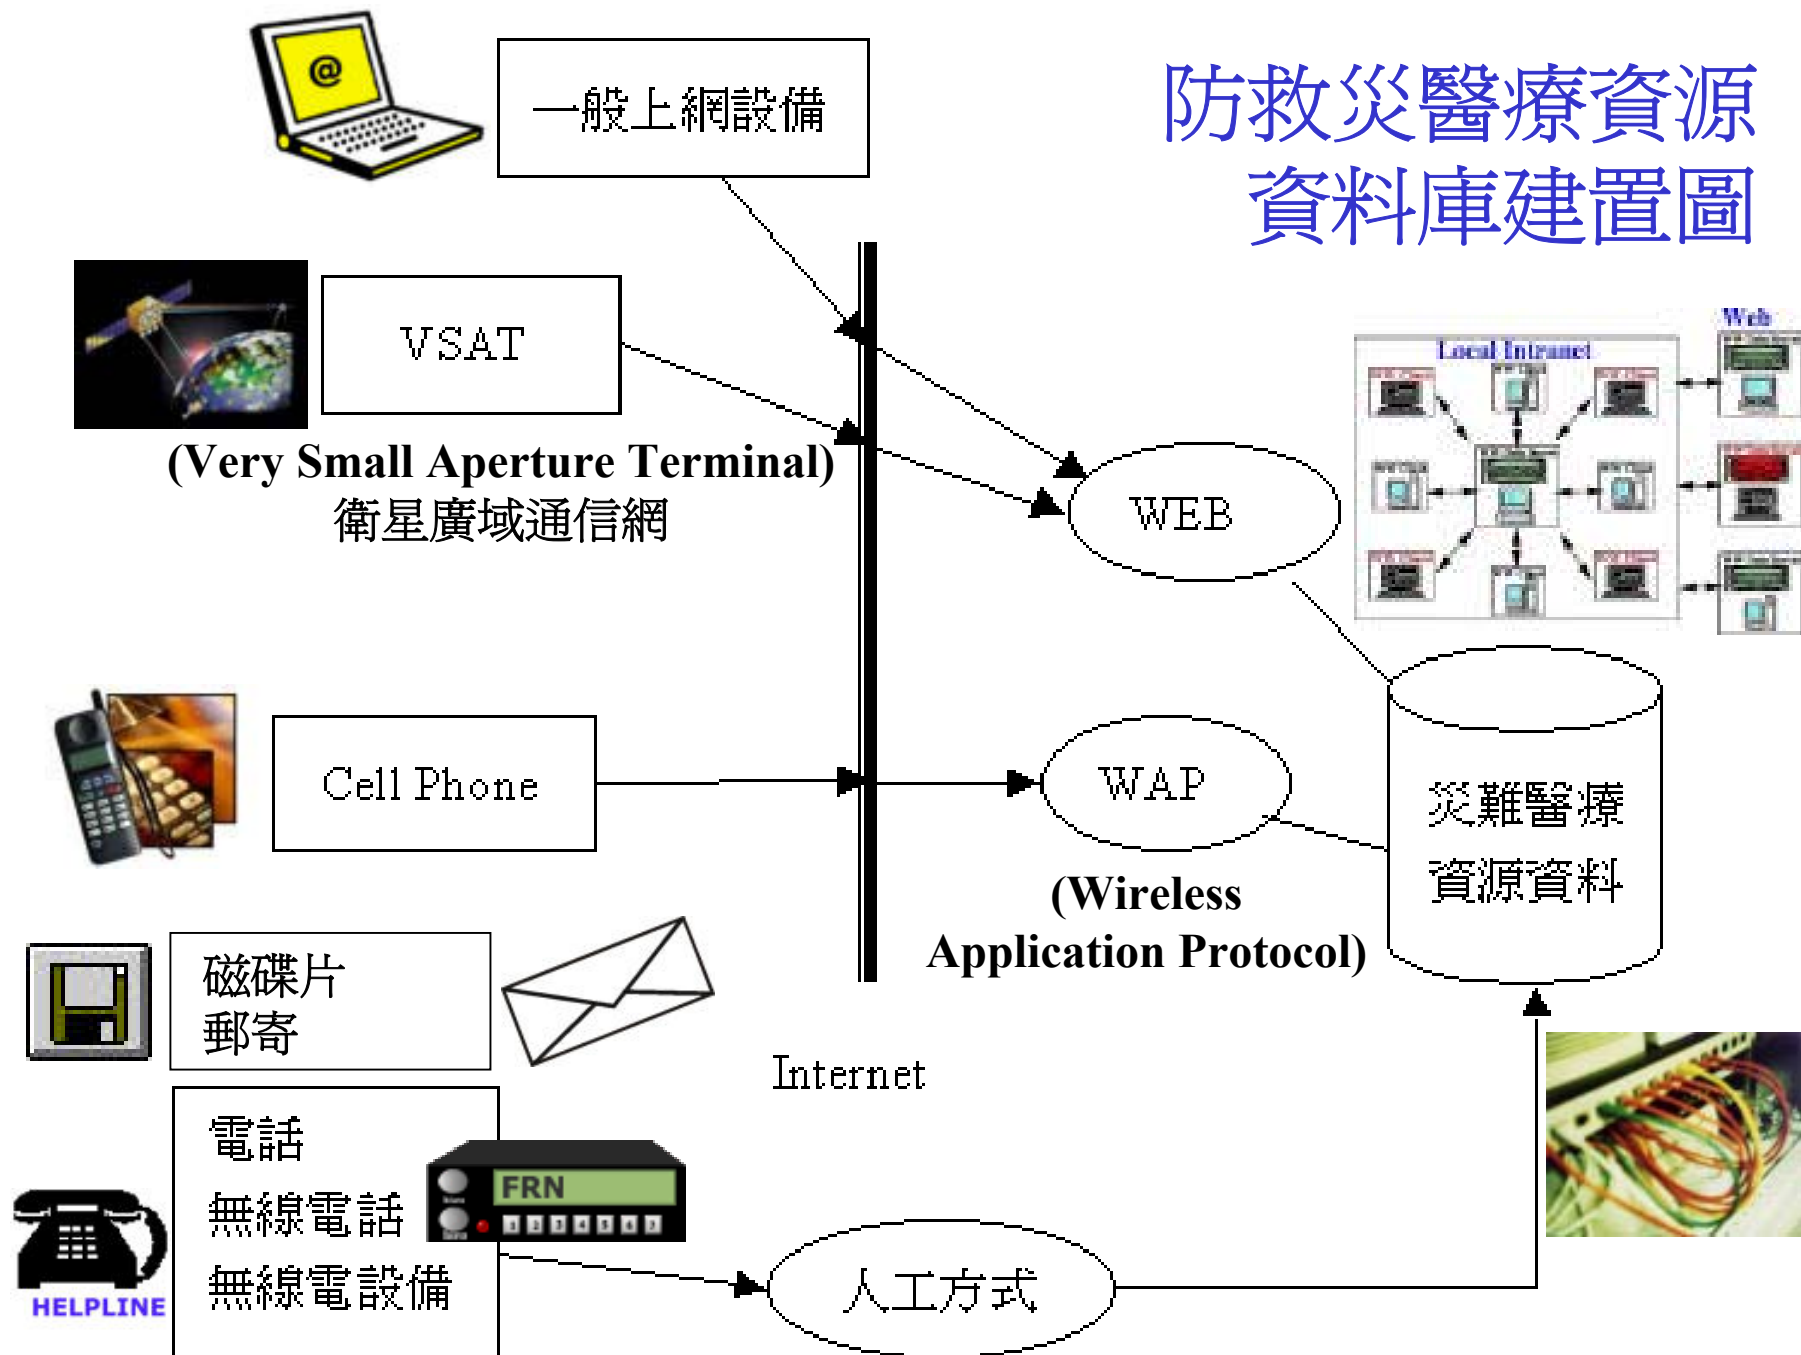 防救災醫療資源
資料庫建置圖
@
一般上網設備
VSAT
(Very Small Aperture Terminal)
衛星廣域通信網
WEB
Web
Local Intranet
Cell Phone
WAP
(Wireless
Application Protocol)
災難醫療
資源資料
磁碟片
郵寄
Internet
電話
無線電話
無線電設備
FRN
HELPLINE
人工方式